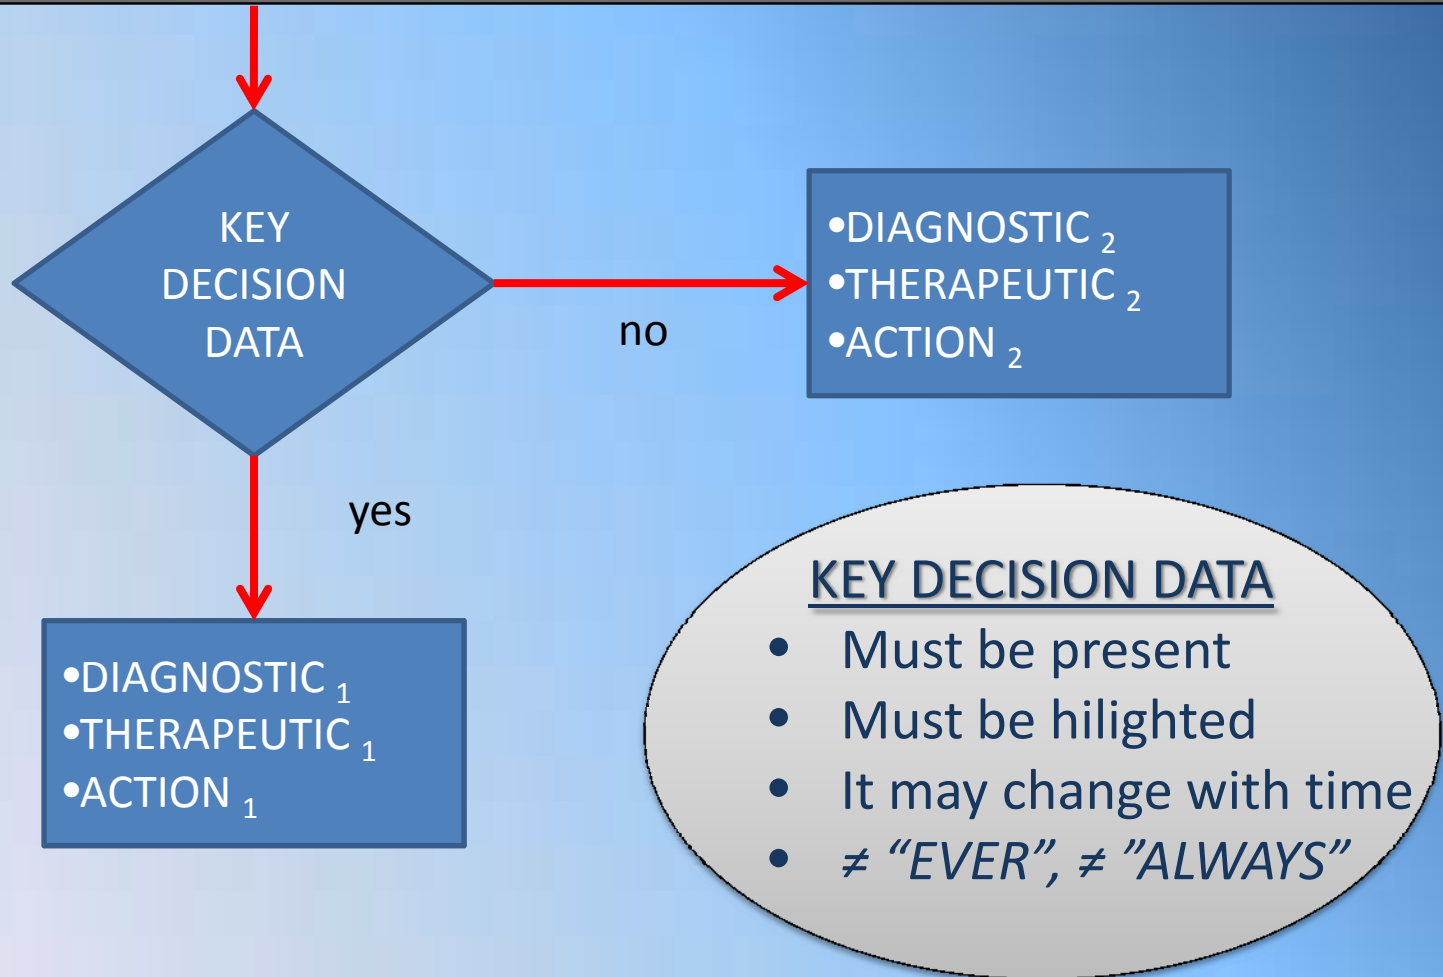 KEY
DECISION
DATA
no
•DIAGNOSTIC 2
•THERAPEUTIC 2
•ACTION 2
yes
•DIAGNOSTIC 1
•THERAPEUTIC 1
•ACTION 1
KEY DECISION DATA
• Must be present
• Must be hilighted
• It may change with time
• ≠ “EVER”, ≠ ”ALWAYS”